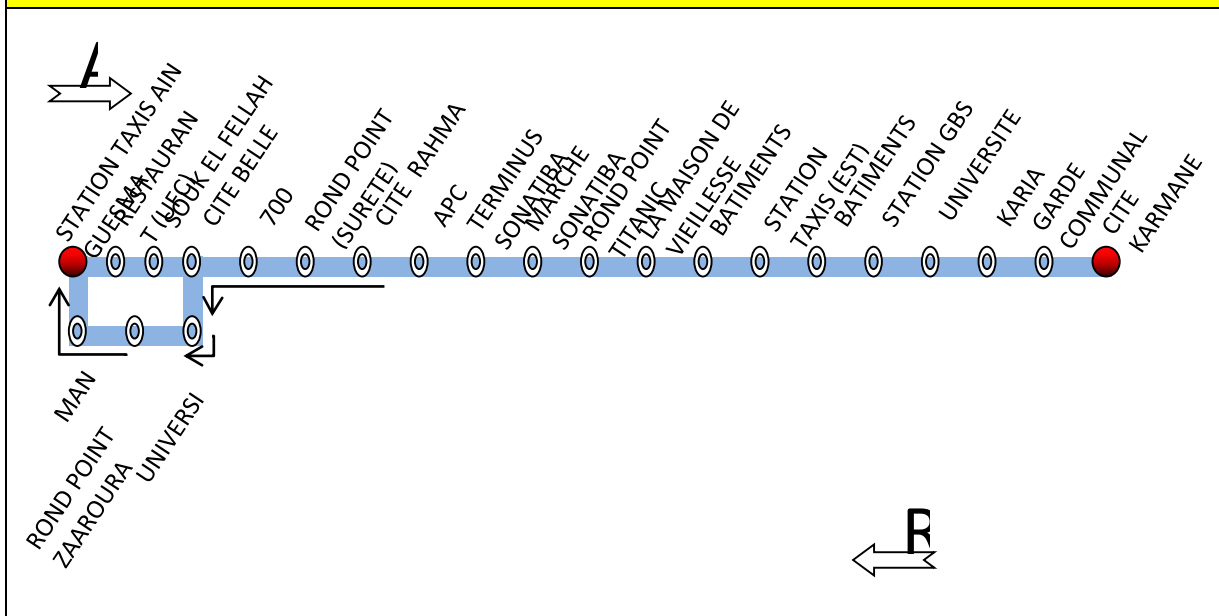 A
STATION TAXIS AIN
GUESMA
RESTAURAN
T (UFC)
SOUK EL FELLAH
CITE BELLE
700
ROND POINT
(SURETE)
CITE RAHMA
APC
TERMINUS
SONATIBA
MARCHE
SONATIBA
ROND POINT
TITANIC
LA MAISON DE
VIEILLESSE
BATIMENTS
STATION
TAXIS (EST)
BATIMENTS
STATION GBS
UNIVERSITE
KARIA
GARDE
COMMUNAL
CITE
KARMANE
MAN
ROND POINT
ZAAROURA
UNIVERSI
R